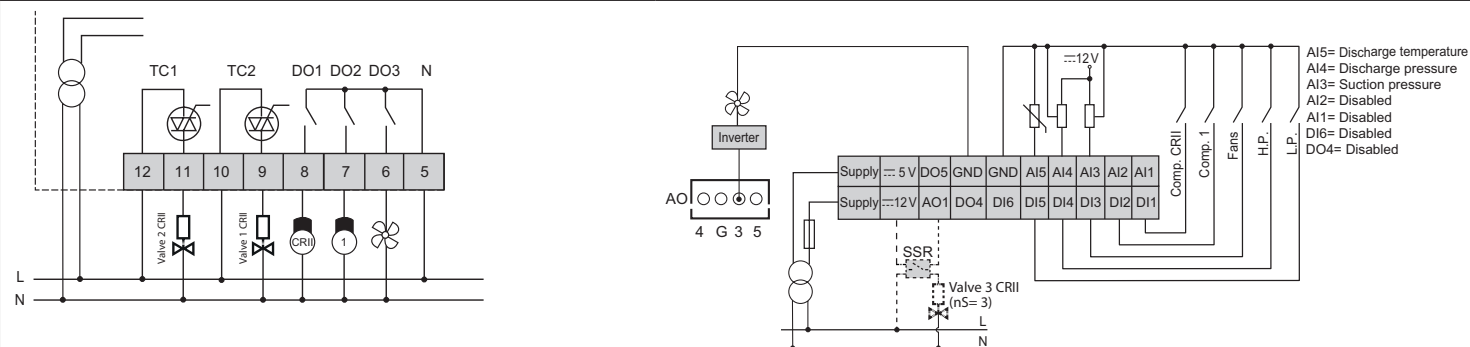 TC1 TC2 DO1 DO2 DO3 N
12 11 10 9 8 7 6 5
Valve 2 CRII
Valve 1 CRII
CRII
1
L
N
Inverter
AO
4 G 3 5
⎓12 V
Supply ⎓ 5 V DO5 GND GND AI5 AI4 AI3 AI2 AI1
Supply ⎓12 V AO1 DO4 DI6 DI5 DI4 DI3 DI2 DI1
SSR
Valve 3 CRII
(nS= 3)
L
N
Comp. CRII
Comp. 1
Fans
H.P.
L.P.
AI5= Discharge temperature
AI4= Discharge pressure
AI3= Suction pressure
AI2= Disabled
AI1= Disabled
DI6= Disabled
DO4= Disabled